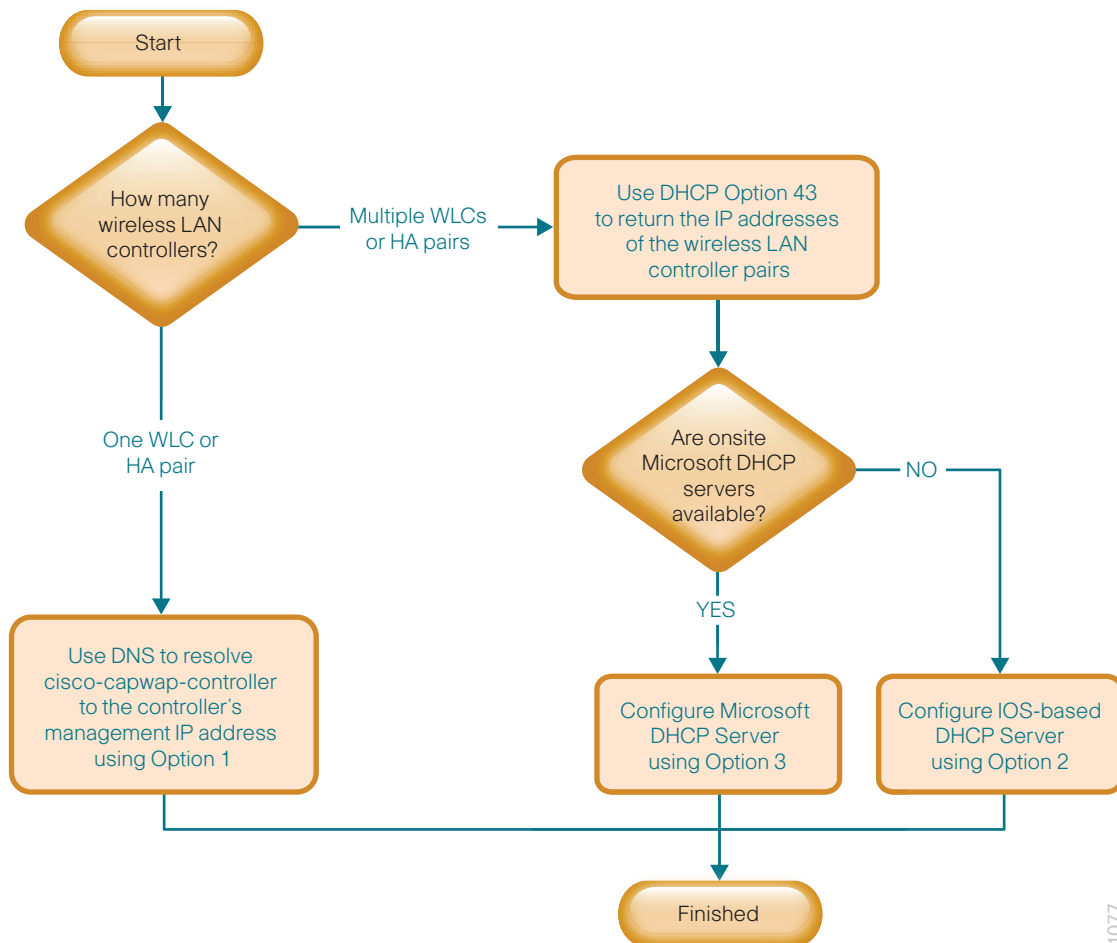 Start
How many
wireless LAN
controllers?
Multiple WLCs
or HA pairs
Use DHCP Option 43
to return the IP addresses
of the wireless LAN
controller pairs
One WLC or
HA pair
Are onsite
Microsoft DHCP
servers
available?
NO
YES
Use DNS to resolve
cisco-capwap-controller
to the controller’s
management IP address
using Option 1
Configure Microsoft
DHCP Server
using Option 3
Configure IOS-based
DHCP Server
using Option 2
Finished
1077